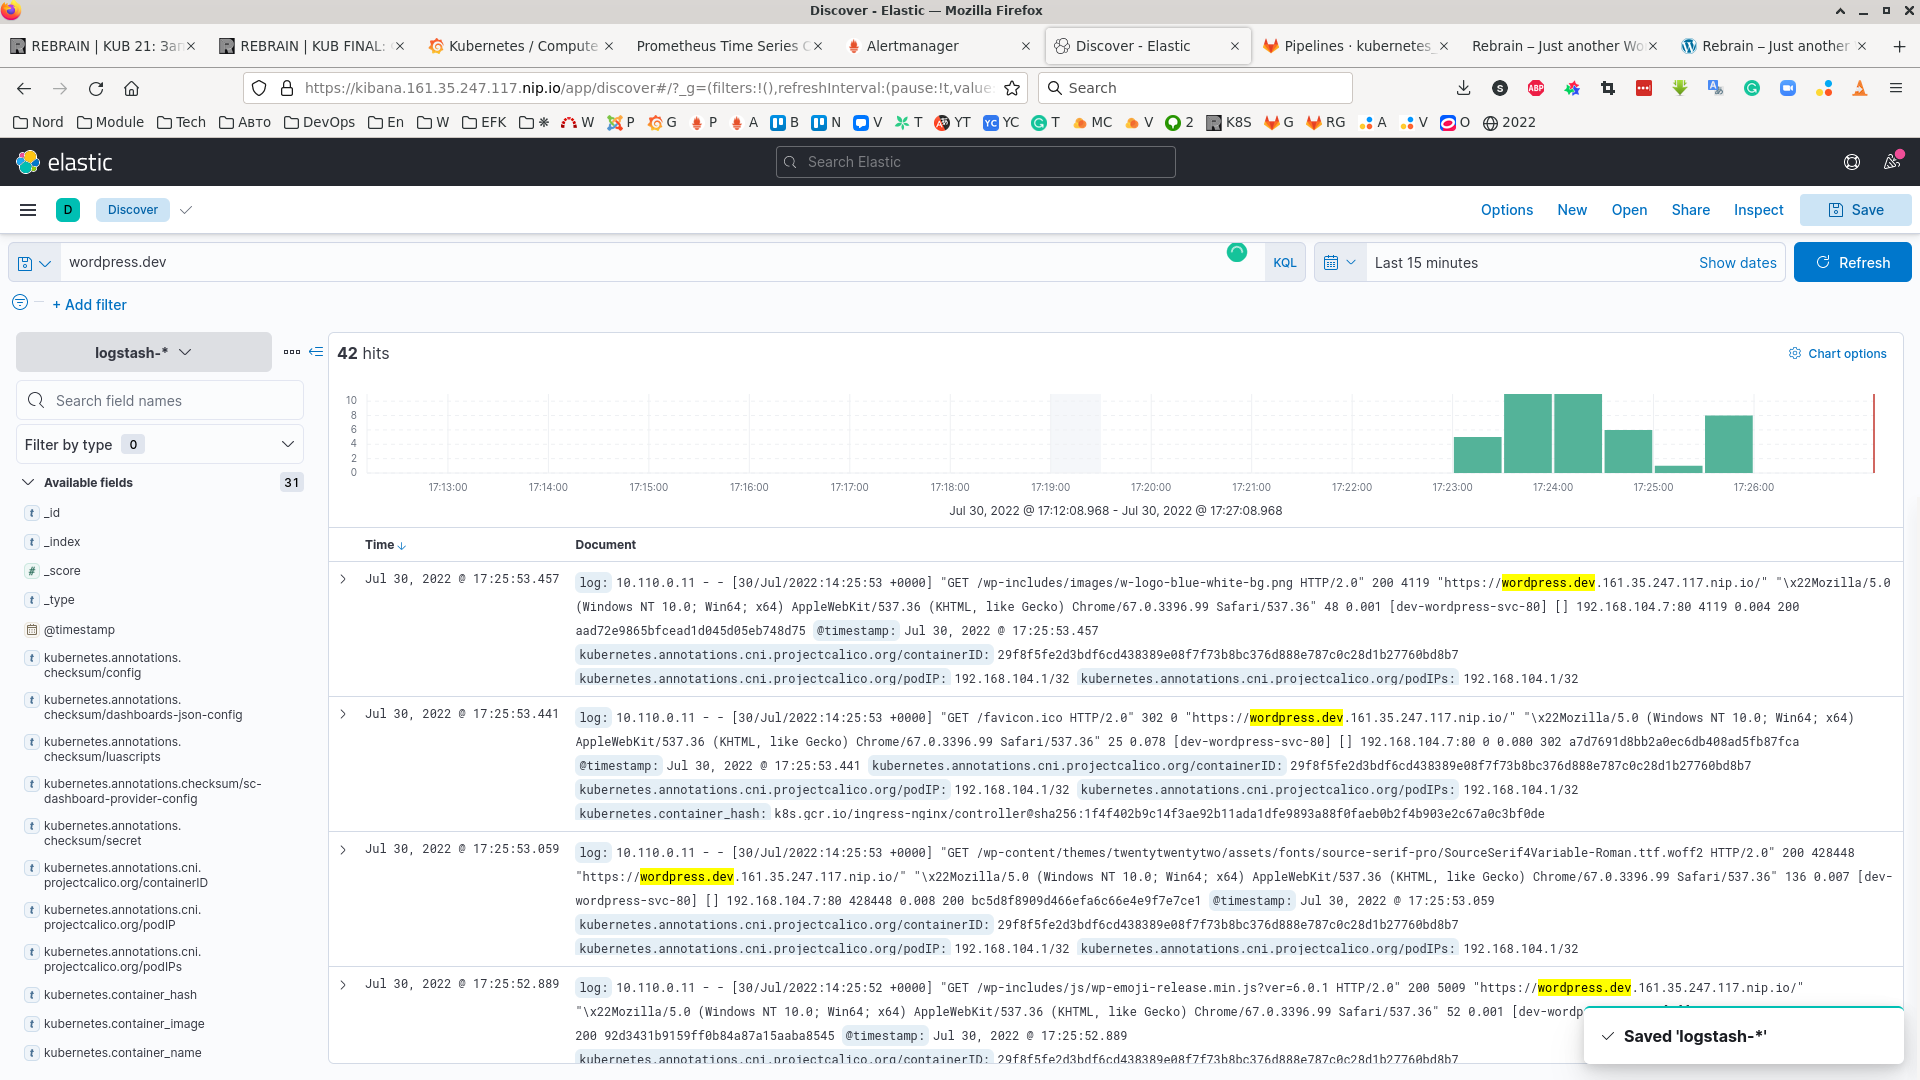 Discover - Elastic — Mozilla Firefox
REBRAIN | KUB 21: Зап
REBRAIN | KUB FINAL:
Kubernetes / Compute
Prometheus Time Series C
Alertmanager
Discover - Elastic
Pipelines · kubernetes_
Rebrain – Just another Wo
Rebrain – Just another
https://kibana.161.35.247.117.nip.io/app/discover#/?_g=(filters:!(),refreshInterval:(pause:!t,value:
Search
Nord Module Tech Авто DevOps En W EFK W P G P A B N V T YT YC T MC V 2 K8S G RG A V O 2022
elastic
Search Elastic
D Discover
Options New Open Share Inspect Save
wordpress.dev
KQL
Last 15 minutes
Show dates
Refresh
+ Add filter
logstash-*
Search field names
Filter by type 0
Available fields 31
_id
_index
_score
_type
@timestamp
kubernetes.annotations.
checksum/config
kubernetes.annotations.
checksum/dashboards-json-config
kubernetes.annotations.
checksum/luascripts
kubernetes.annotations.checksum/sc-
dashboard-provider-config
kubernetes.annotations.
checksum/secret
kubernetes.annotations.cni.
projectcalico.org/containerID
kubernetes.annotations.cni.
projectcalico.org/podIP
kubernetes.annotations.cni.
projectcalico.org/podIPs
kubernetes.container_hash
kubernetes.container_image
kubernetes.container_name
42 hits
Chart options
10
8
6
4
2
0
17:13:00 17:14:00 17:15:00 17:16:00 17:17:00 17:18:00 17:19:00 17:20:00 17:21:00 17:22:00 17:23:00 17:24:00 17:25:00 17:26:00
Jul 30, 2022 @ 17:12:08.968 - Jul 30, 2022 @ 17:27:08.968
Time Document
Jul 30, 2022 @ 17:25:53.457
log: 10.110.0.11 - - [30/Jul/2022:14:25:53 +0000] "GET /wp-includes/images/w-logo-blue-white-bg.png HTTP/2.0" 200 4119 "https://wordpress.dev.161.35.247.117.nip.io/" "\x22Mozilla/5.0
(Windows NT 10.0; Win64; x64) AppleWebKit/537.36 (KHTML, like Gecko) Chrome/67.0.3396.99 Safari/537.36" 48 0.001 [dev-wordpress-svc-80] [] 192.168.104.7:80 4119 0.004 200
aad72e9865bfcead1d045d05eb748d75 @timestamp: Jul 30, 2022 @ 17:25:53.457
kubernetes.annotations.cni.projectcalico.org/containerID: 29f8f5fe2d3bdf6cd438389e08f7f73b8bc376d888e787c0c28d1b27760bd8b7
kubernetes.annotations.cni.projectcalico.org/podIP: 192.168.104.1/32 kubernetes.annotations.cni.projectcalico.org/podIPs: 192.168.104.1/32
Jul 30, 2022 @ 17:25:53.441
log: 10.110.0.11 - - [30/Jul/2022:14:25:53 +0000] "GET /favicon.ico HTTP/2.0" 302 0 "https://wordpress.dev.161.35.247.117.nip.io/" "\x22Mozilla/5.0 (Windows NT 10.0; Win64; x64)
AppleWebKit/537.36 (KHTML, like Gecko) Chrome/67.0.3396.99 Safari/537.36" 25 0.078 [dev-wordpress-svc-80] [] 192.168.104.7:80 0 0.080 302 a7d7691d8bb2a0ec6db408ad5fb87fca
@timestamp: Jul 30, 2022 @ 17:25:53.441 kubernetes.annotations.cni.projectcalico.org/containerID: 29f8f5fe2d3bdf6cd438389e08f7f73b8bc376d888e787c0c28d1b27760bd8b7
kubernetes.annotations.cni.projectcalico.org/podIP: 192.168.104.1/32 kubernetes.annotations.cni.projectcalico.org/podIPs: 192.168.104.1/32
kubernetes.container_hash: k8s.gcr.io/ingress-nginx/controller@sha256:1f4f402b9c14f3ae92b11ada1dfe9893a88f0faeb0b2f4b903e2c67a0c3bf0de
Jul 30, 2022 @ 17:25:53.059
log: 10.110.0.11 - - [30/Jul/2022:14:25:53 +0000] "GET /wp-content/themes/twentytwentytwo/assets/fonts/source-serif-pro/SourceSerif4Variable-Roman.ttf.woff2 HTTP/2.0" 200 428448
"https://wordpress.dev.161.35.247.117.nip.io/" "\x22Mozilla/5.0 (Windows NT 10.0; Win64; x64) AppleWebKit/537.36 (KHTML, like Gecko) Chrome/67.0.3396.99 Safari/537.36" 136 0.007 [dev-
wordpress-svc-80] [] 192.168.104.7:80 428448 0.008 200 bc5d8f8909d466efa6c66e4e9f7e7ce1 @timestamp: Jul 30, 2022 @ 17:25:53.059
kubernetes.annotations.cni.projectcalico.org/containerID: 29f8f5fe2d3bdf6cd438389e08f7f73b8bc376d888e787c0c28d1b27760bd8b7
kubernetes.annotations.cni.projectcalico.org/podIP: 192.168.104.1/32 kubernetes.annotations.cni.projectcalico.org/podIPs: 192.168.104.1/32
Jul 30, 2022 @ 17:25:52.889
log: 10.110.0.11 - - [30/Jul/2022:14:25:52 +0000] "GET /wp-includes/js/wp-emoji-release.min.js?ver=6.0.1 HTTP/2.0" 200 5009 "https://wordpress.dev.161.35.247.117.nip.io/"
"\x22Mozilla/5.0 (Windows NT 10.0; Win64; x64) AppleWebKit/537.36 (KHTML, like Gecko) Chrome/67.0.3396.99 Safari/537.36" 52 0.001 [dev-wordp
200 92d3431b9159ff0b84a87a15aaba8545 @timestamp: Jul 30, 2022 @ 17:25:52.889
kubernetes.annotations.cni.projectcalico.org/containerID: 29f8f5fe2d3bdf6cd438389e08f7f73b8bc376d888e787c0c28d1b27760bd8b7
Saved 'logstash-*'